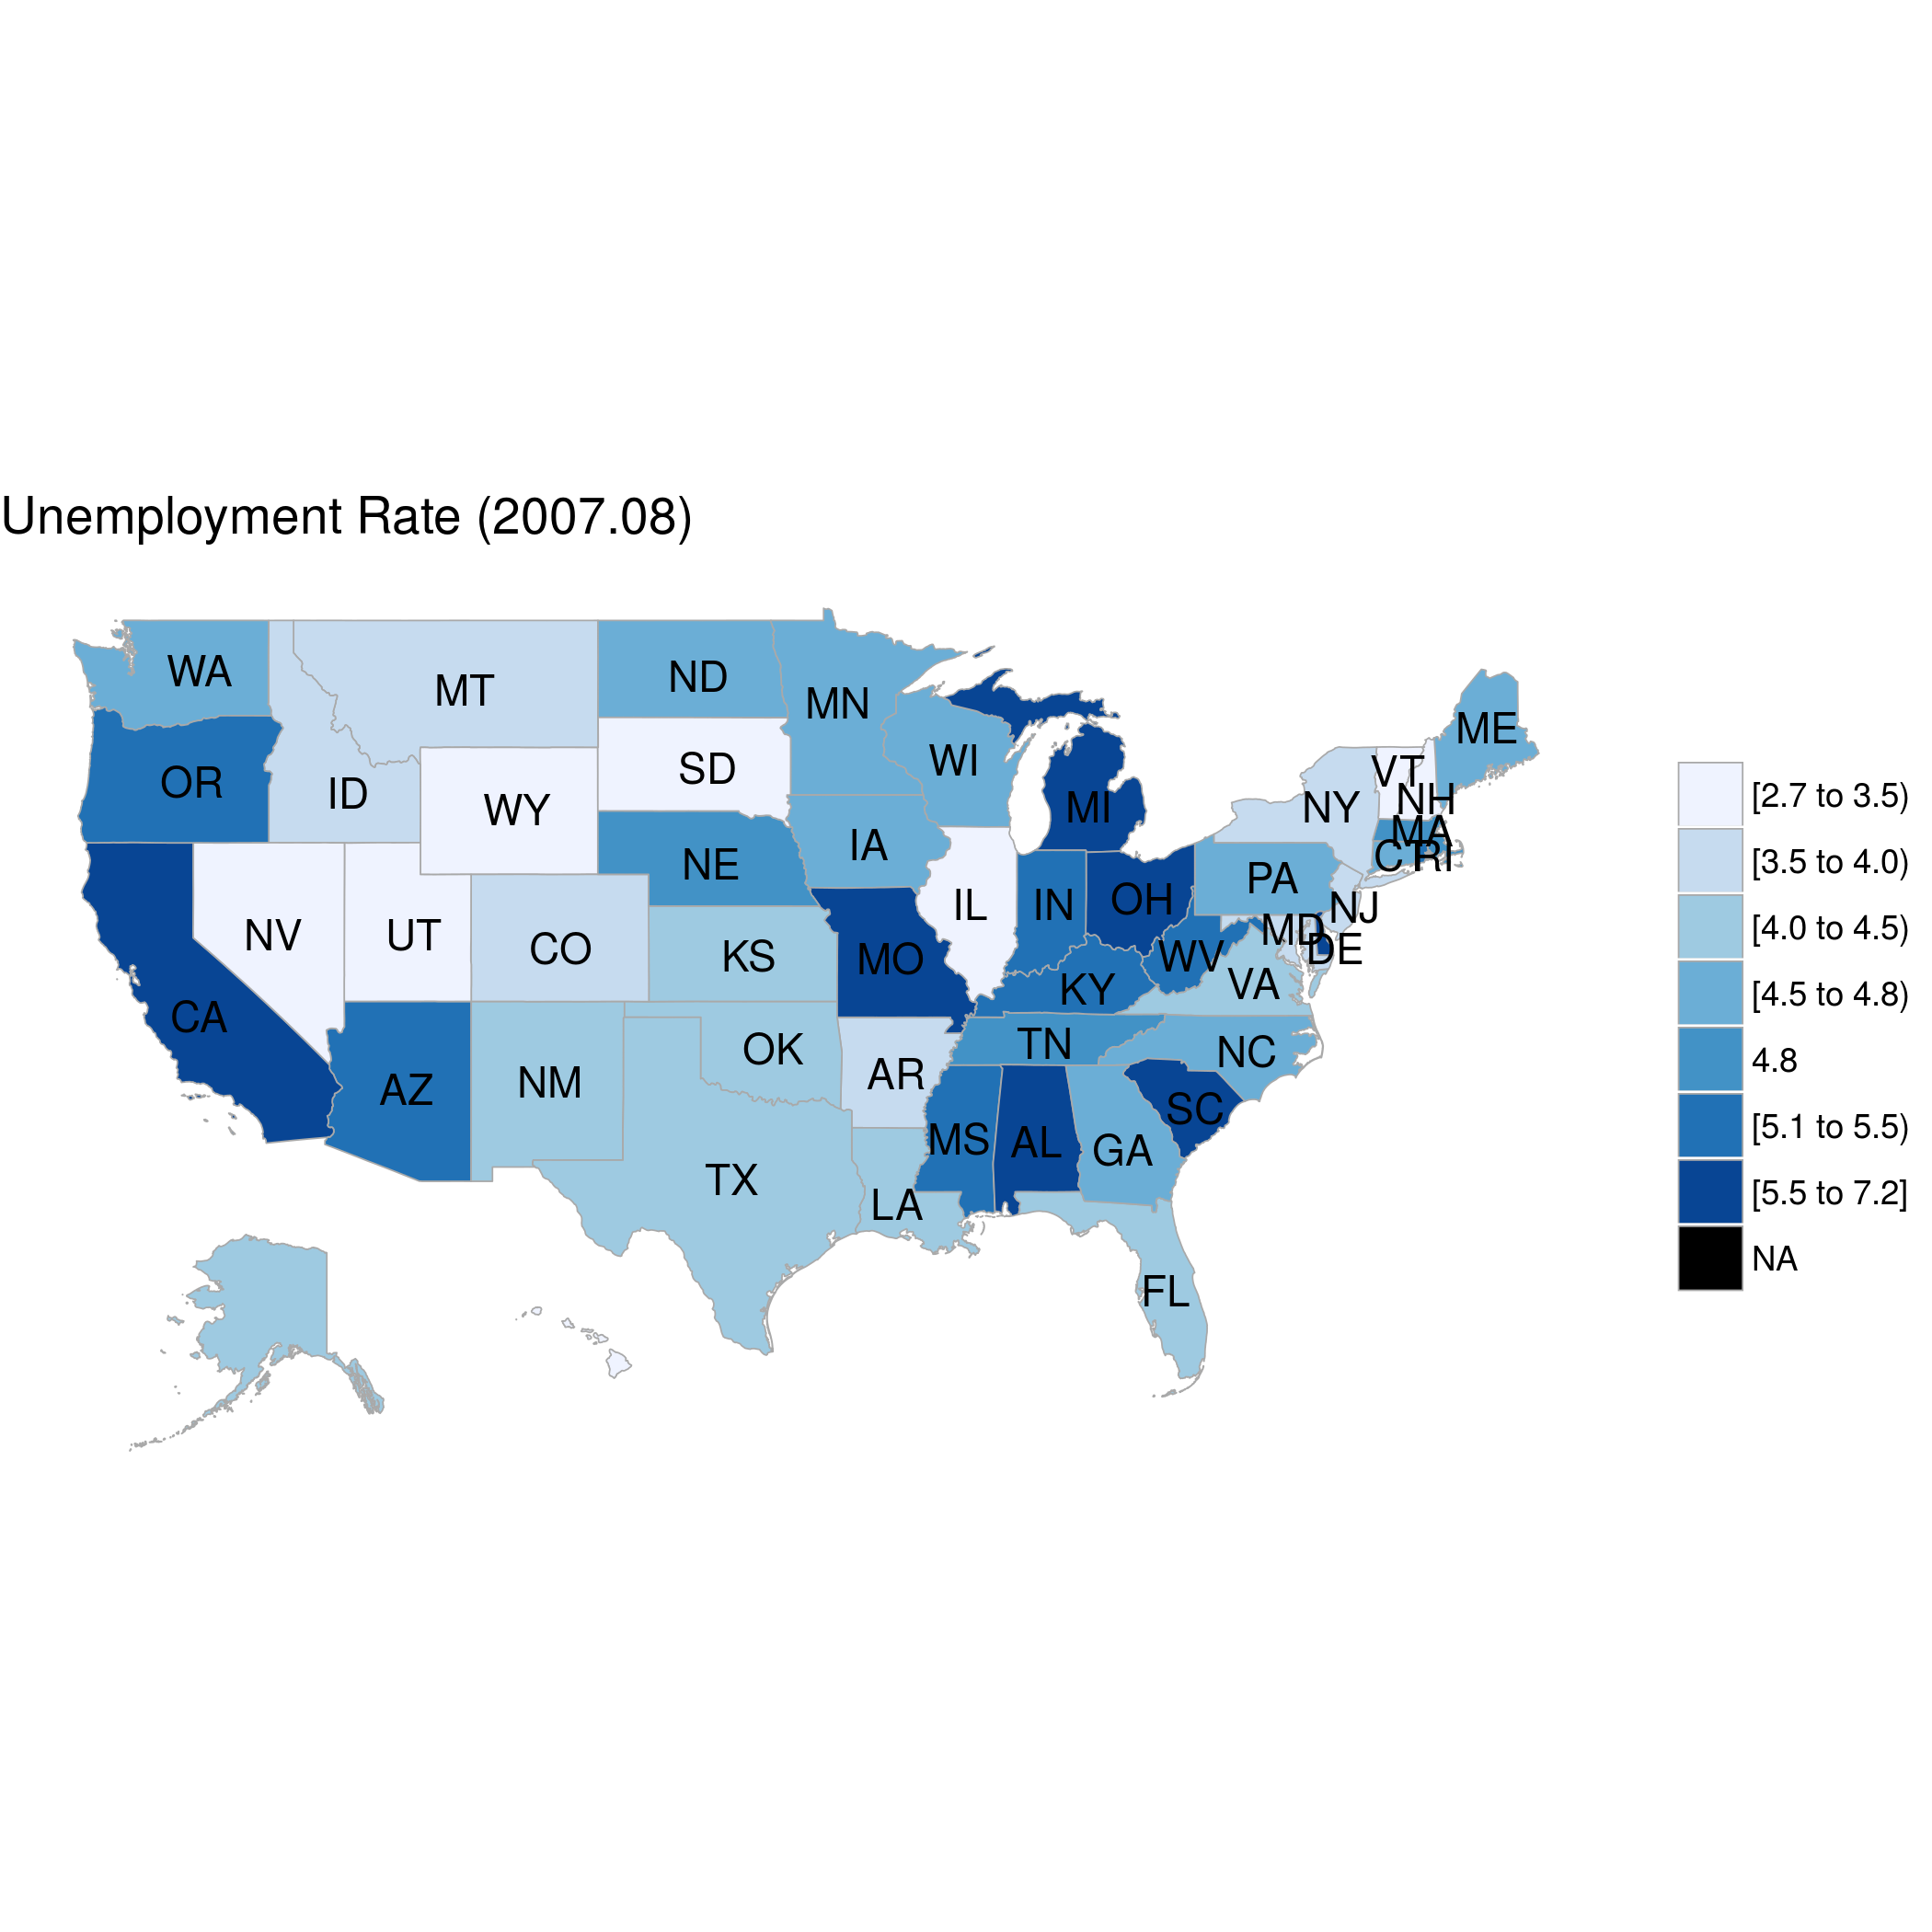 Unemployment Rate (2007.08)
WA
MT
ND
MN
ME
OR
ID
WY
SD
WI
MI
NY
VT
NH
MA
C
RI
NE
IA
PA
NV
UT
CO
KS
MO
IL
IN
OH
NJ
MD
DE
WV
VA
KY
CA
AZ
NM
OK
AR
TN
NC
SC
TX
LA
MS
AL
GA
FL
[2.7 to 3.5)
[3.5 to 4.0)
[4.0 to 4.5)
[4.5 to 4.8)
4.8
[5.1 to 5.5)
[5.5 to 7.2]
NA